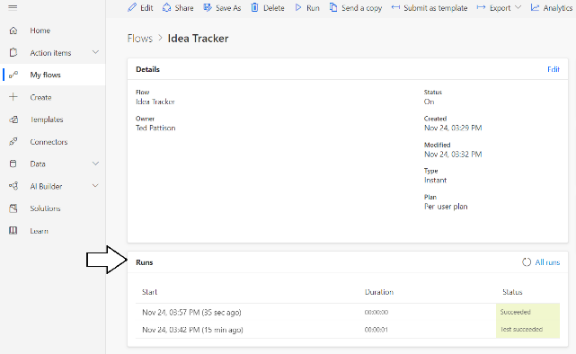 Edit Share Save As Delete Run Send a copy Submit as template Export Analytics
Home
Action items
My flows
Create
Templates
Connectors
Data
AI Builder
Solutions
Learn
Flows > Idea Tracker
Details Edit
Flow
Idea Tracker
Owner
Ted Pattison
Status
On
Created
Nov 24, 03:29 PM
Modified
Nov 24, 03:32 PM
Type
Instant
Plan
Per user plan
Runs All runs
Start Duration Status
Nov 24, 03:57 PM (35 sec ago) 00:00:00 Succeeded
Nov 24, 03:42 PM (15 min ago) 00:00:01 Test succeeded